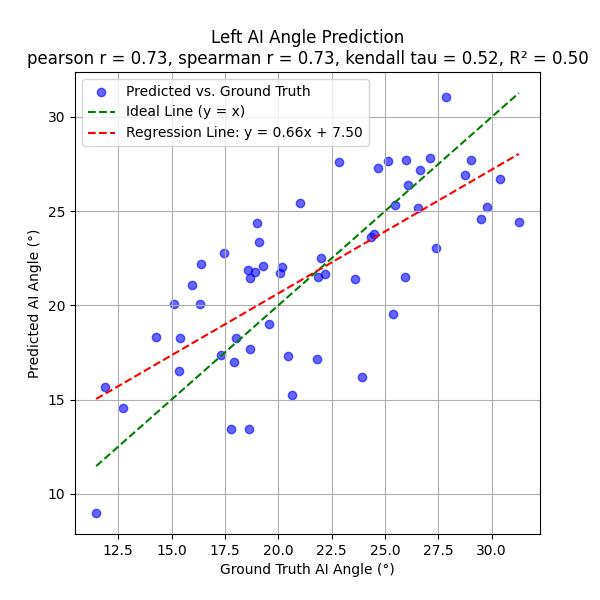 Left AI Angle Prediction
pearson r = 0.73, spearman r = 0.73, kendall tau = 0.52, R² = 0.50
Predicted vs. Ground Truth
Ideal Line (y = x)
Regression Line: y = 0.66x + 7.50
Predicted AI Angle (°)
30
25
20
15
10
12.5 15.0 17.5 20.0 22.5 25.0 27.5 30.0
Ground Truth AI Angle (°)